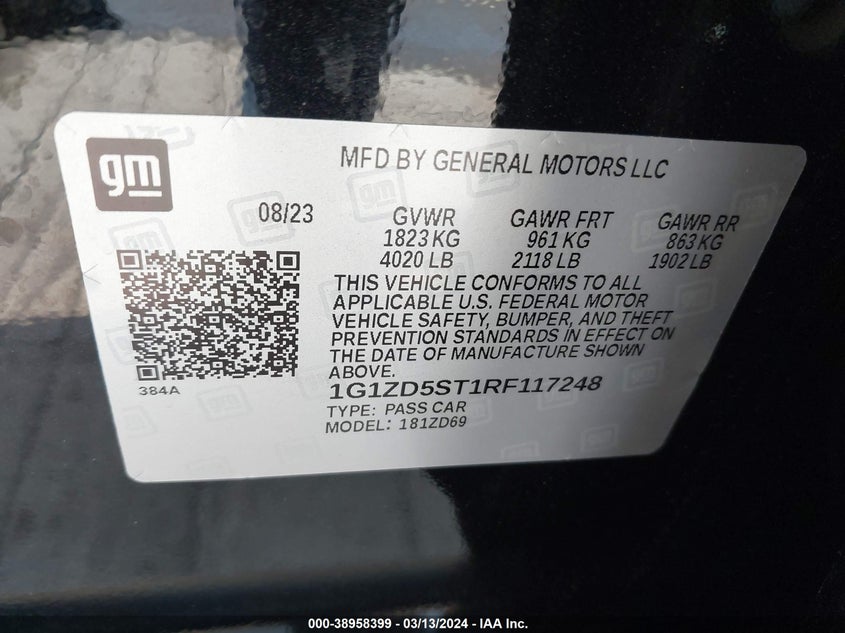 gm
MFD BY GENERAL MOTORS LLC
08/23
GVWR GAWR FRT GAWR RR
1823 KG 961 KG 863 KG
4020 LB 2118 LB 1902 LB
THIS VEHICLE CONFORMS TO ALL
APPLICABLE U.S. FEDERAL MOTOR
VEHICLE SAFETY, BUMPER, AND THEFT
PREVENTION STANDARDS IN EFFECT ON
THE DATE OF MANUFACTURE SHOWN
ABOVE.
384A
1G1ZD5ST1RF117248
TYPE: PASS CAR
MODEL: 181ZD69
000-38958399 - 03/13/2024 - IAA Inc.